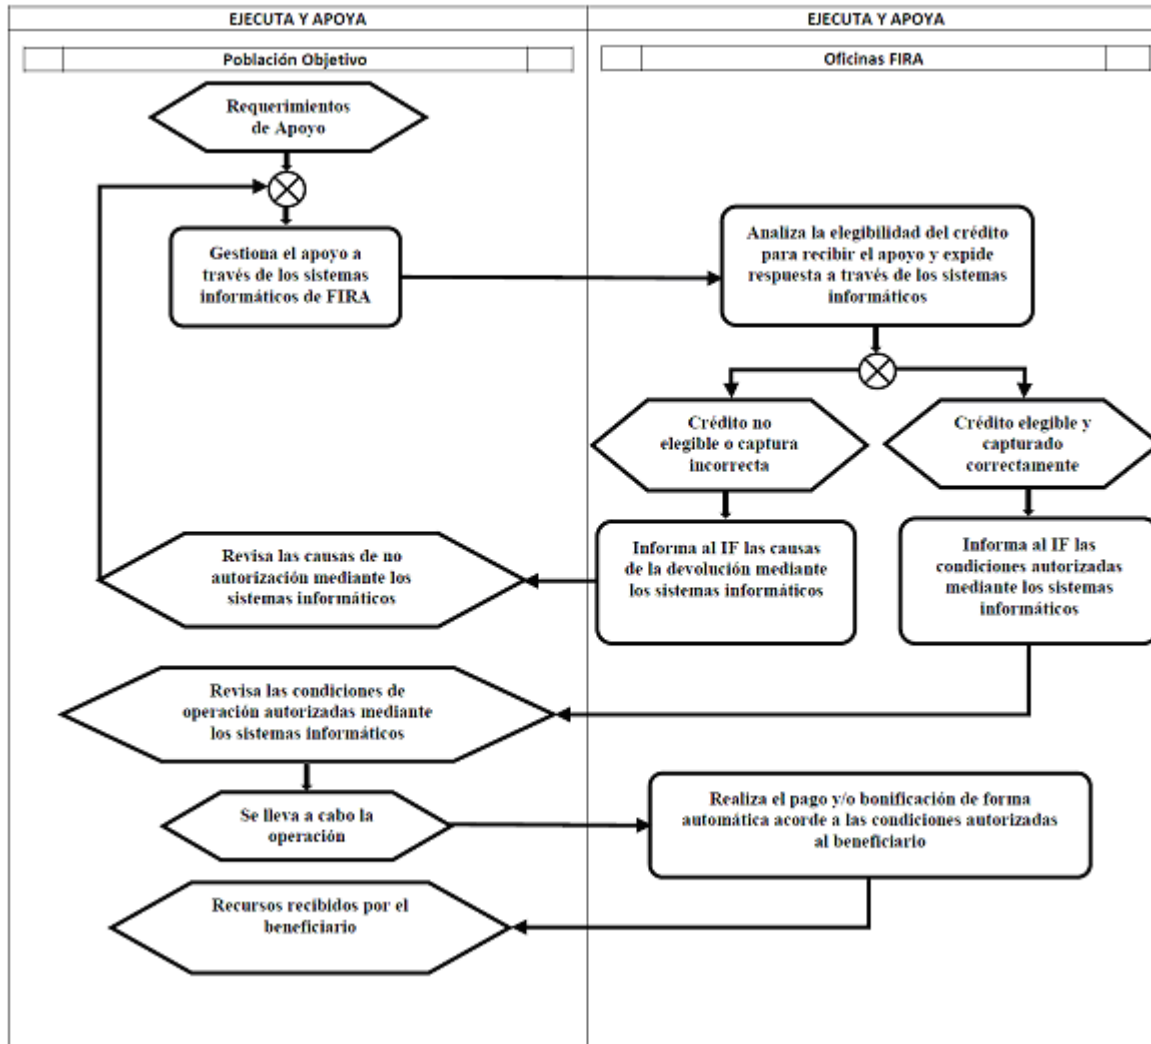 EJECUTA Y APOYA
EJECUTA Y APOYA
Población Objetivo
Oficinas FIRA
Requerimientos
de Apoyo
Gestiona el apoyo a
través de los sistemas
informáticos de FIRA
Analiza la elegibilidad del crédito
para recibir el apoyo y expide
respuesta a través de los sistemas
informáticos
Crédito no
elegible o captura
incorrecta
Crédito elegible y
capturado
correctamente
Informa al IF las causas
de la devolución mediante
los sistemas informáticos
Informa al IF las
condiciones autorizadas
mediante los sistemas
informáticos
Revisa las causas de no
autorización mediante los
sistemas informáticos
Revisa las condiciones de
operación autorizadas mediante
los sistemas informáticos
Se lleva a cabo la
operación
Realiza el pago y/o bonificación de forma
automática acorde a las condiciones autorizadas
al beneficiario
Recursos recibidos por el
beneficiario